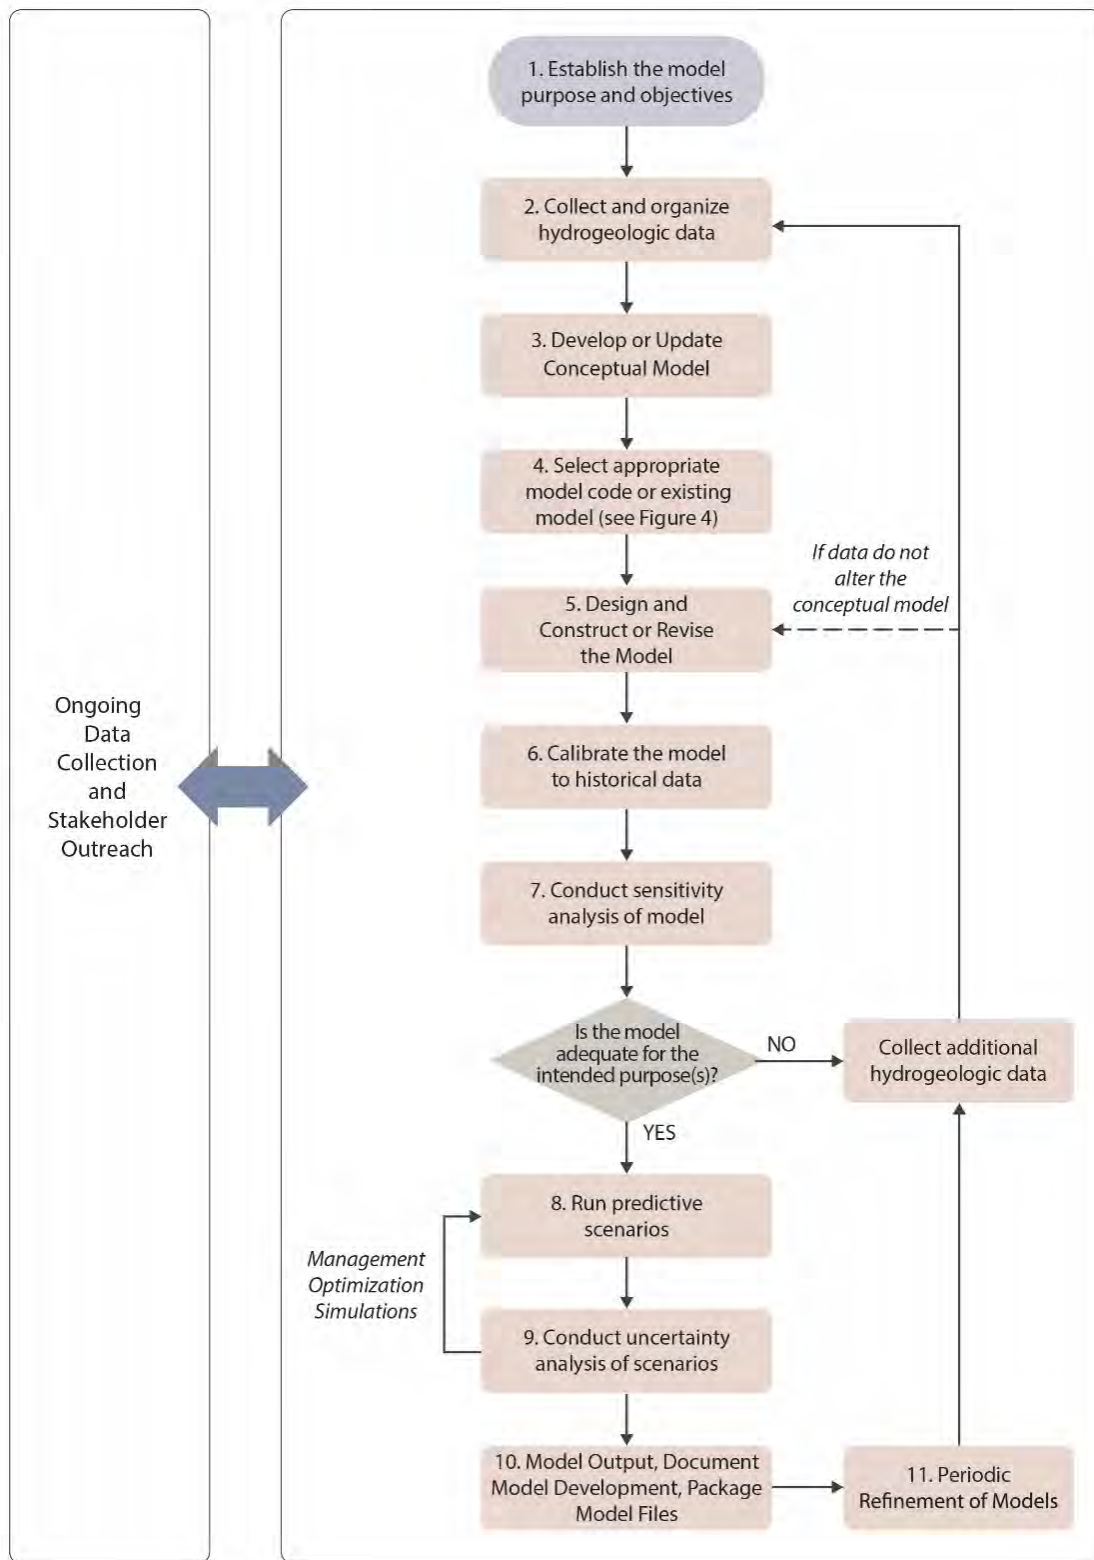 1. Establish the model
purpose and objectives
2. Collect and organize
hydrogeologic data
3. Develop or Update
Conceptual Model
4. Select appropriate
model code or existing
model (see Figure 4)
If data do not
alter the
conceptual model
5. Design and
Construct or Revise
the Model
Ongoing
Data
Collection
and
Stakeholder
Outreach
6. Calibrate the model
to historical data
7. Conduct sensitivity
analysis of model
Is the model
adequate for the
intended purpose(s)?
NO
Collect additional
hydrogeologic data
YES
8. Run predictive
scenarios
Management
Optimization
Simulations
9. Conduct uncertainty
analysis of scenarios
10. Model Output, Document
Model Development, Package
Model Files
11. Periodic
Refinement of Models